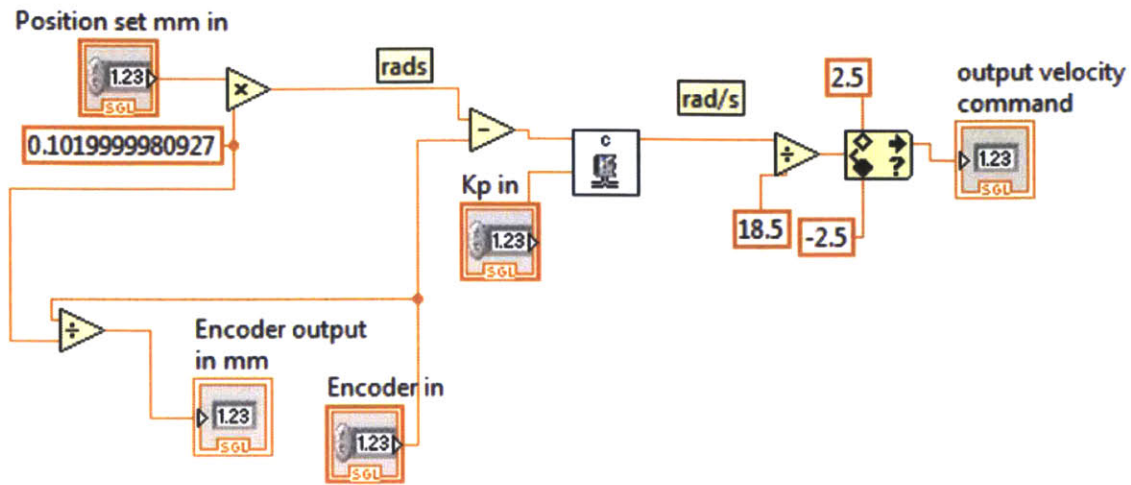 Position set mm in
1.23
SGL
×
0.1019999980927
rads
-
C
Kp in
1.23
SGL
rad/s
÷
18.5
2.5
-2.5
?
output velocity
command
1.23
SGL
÷
Encoder output
in mm
1.23
SGL
Encoder in
1.23
SGL